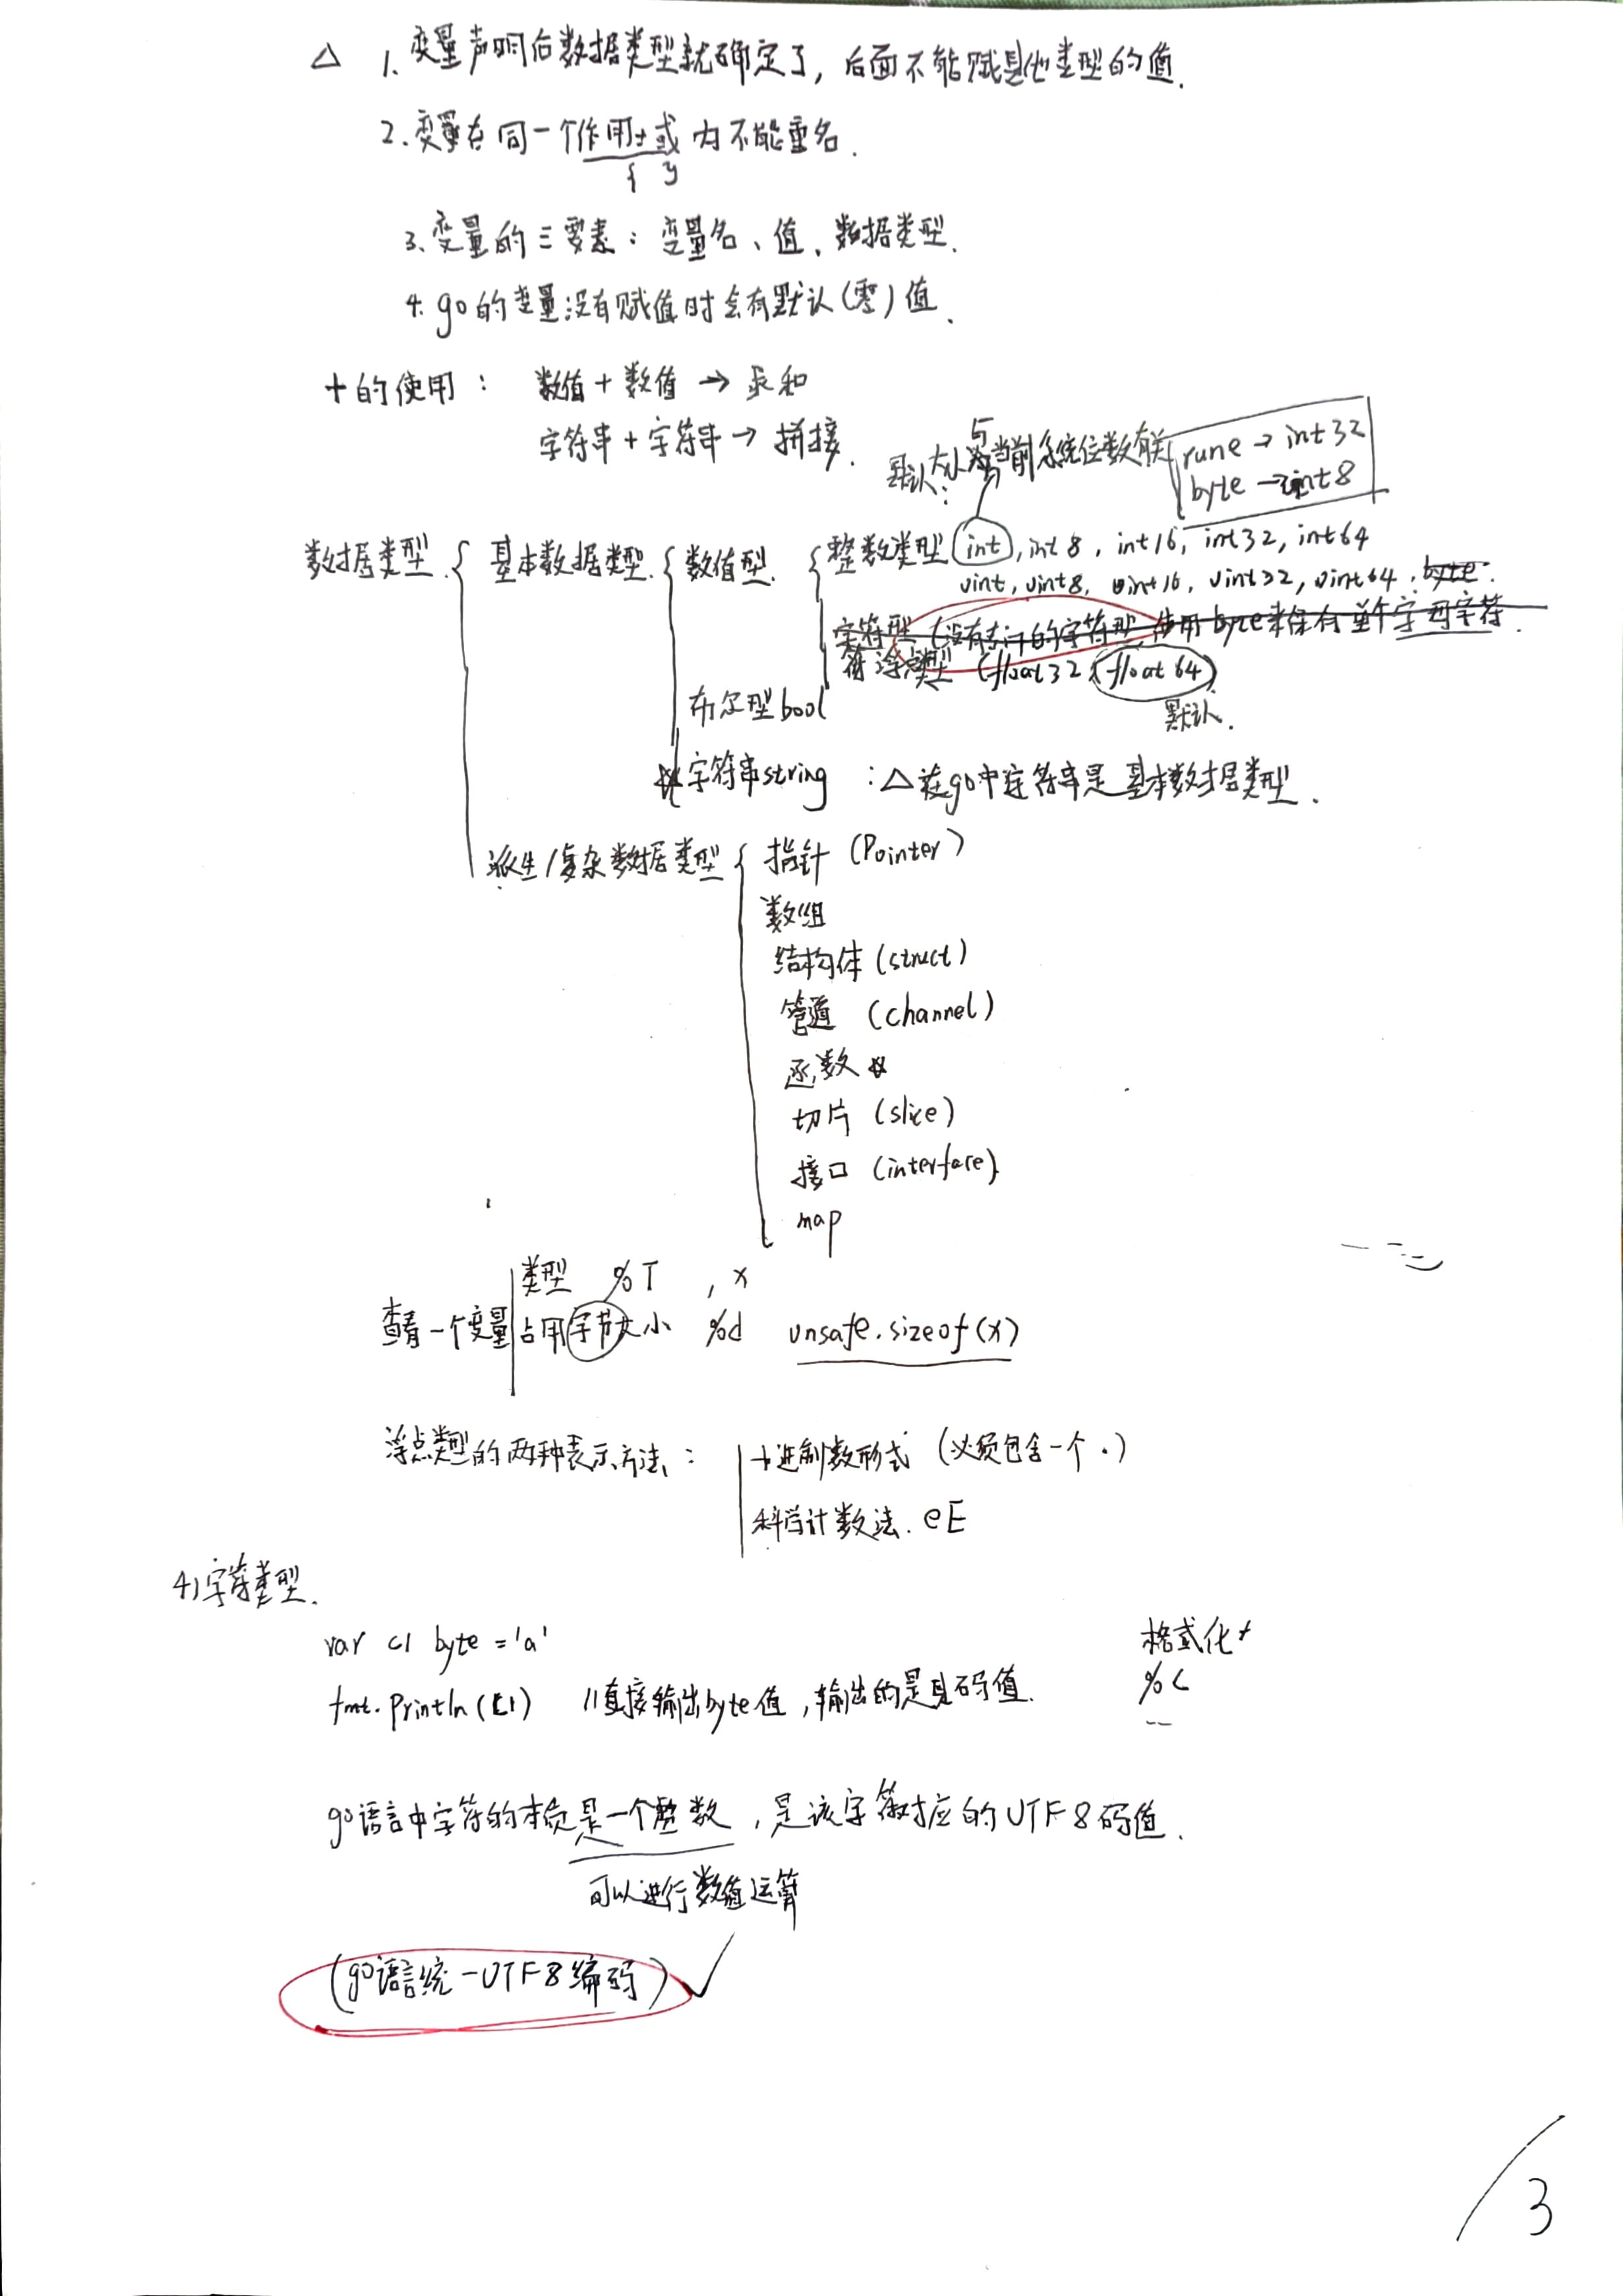 △ 1. 变量声明后数据类型就确定了, 后面不能赋其他类型的值.
2. 变量在同一个作用域内不能重名.
{ }
3. 变量的三要素: 变量名、值、数据类型.
4. go的变量没有赋值时会有默认(零)值.
+的使用: 数值+数值→求和
字符串+字符串→拼接.
默认: 大小与当前系统位数有关
rune→int32
byte→int8
数据类型 { 基本数据类型 { 数值型 { 整数类型 int, int8, int16, int32, int64
uint, uint8, uint16, uint32, uint64, byte.
字符型 (没有专门的字符型, 使用byte来保存单个字母字符.
浮点类型 (float32, float64)
默认.
布尔型bool
字符串string :△在go中字符串是基本数据类型.
派生/复杂数据类型 { 指针 (Pointer)
数组
结构体 (struct)
管道 (channel)
函数
切片 (slice)
接口 (interface)
map
查看一个变量 类型 %T , x
占用字节大小 %d unsafe.sizeof(x)
浮点类型的两种表示方法: 十进制数形式 (必须包含一个.)
科学计数法. eE
4) 字符类型.
var c1 byte = 'a'
fmt.Println(c1) //直接输出byte值, 输出的是其码值.
格式化
%c
go语言中字符的本质是一个整数, 是该字符对应的UTF8码值.
可以进行数值运算
(go语言统一UTF8编码) ✓
/3